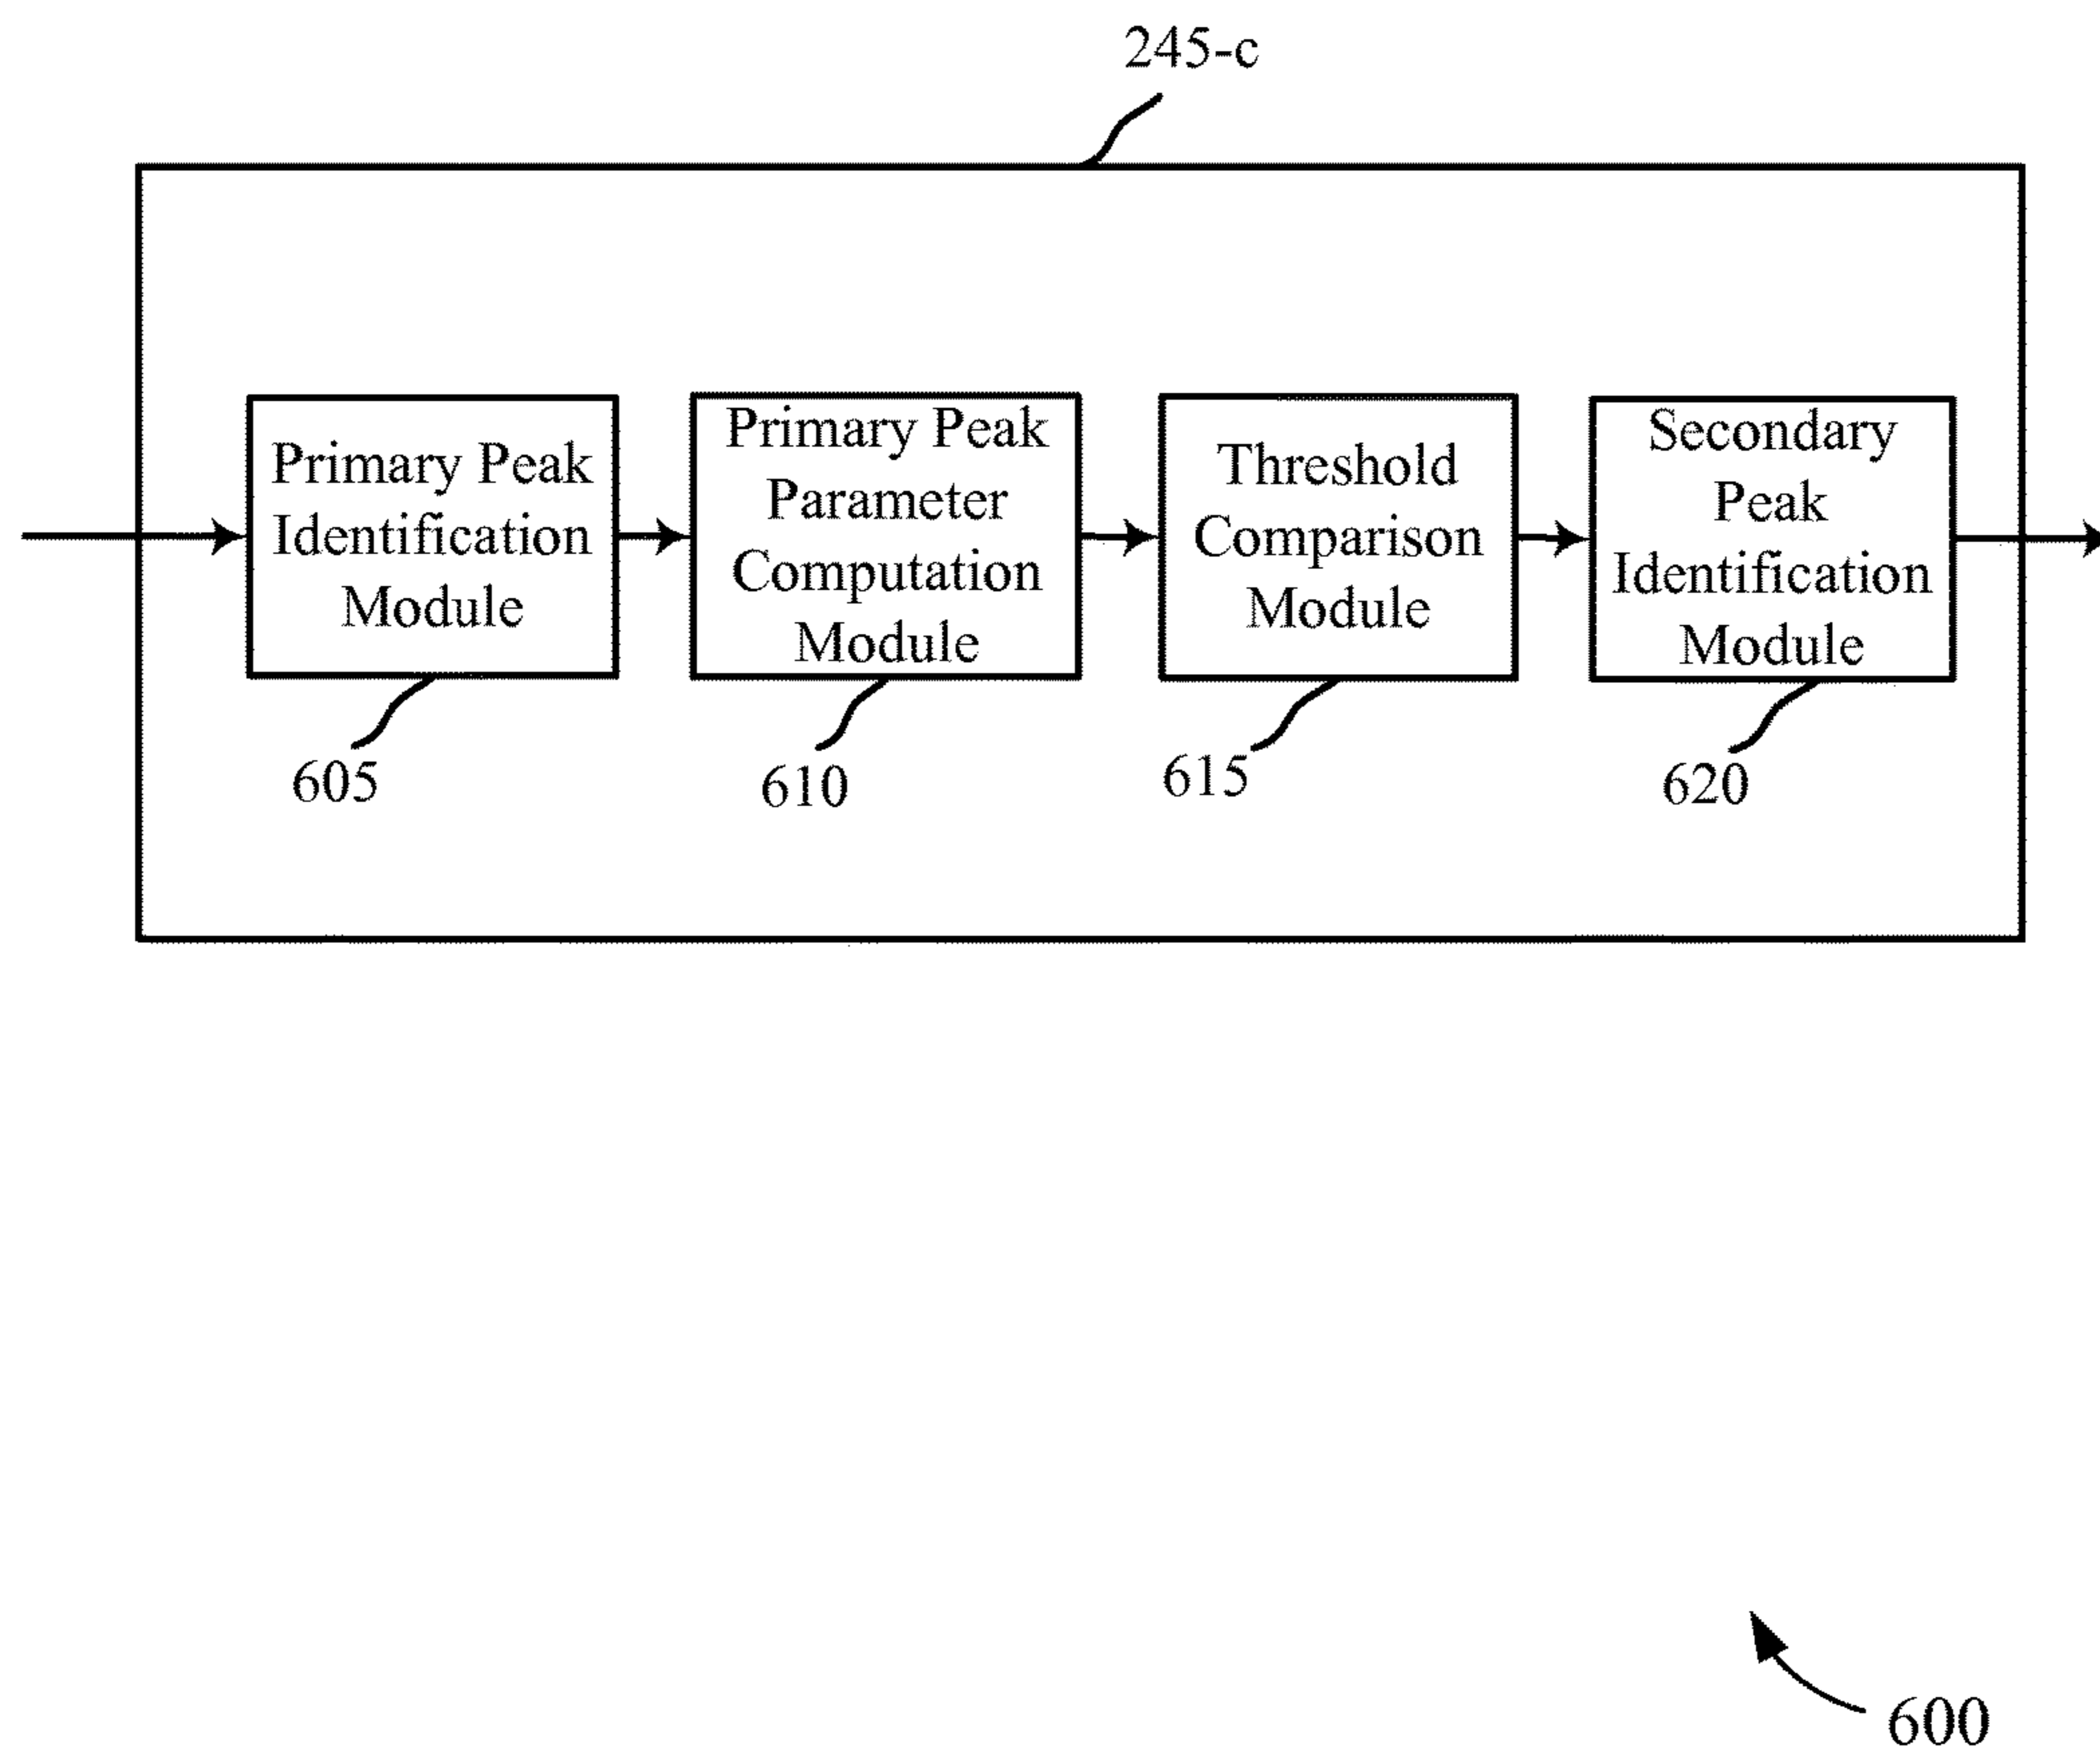 245-c
Primary Peak
Identification
Module
Primary Peak
Parameter
Computation
Module
Threshold
Comparison
Module
Secondary
Peak
Identification
Module
605
610
615
620
600